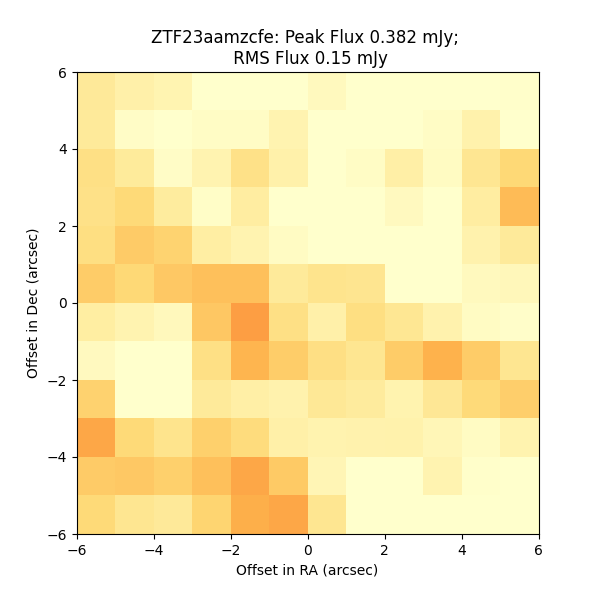 ZTF23aamzcfe: Peak Flux 0.382 mJy;
RMS Flux 0.15 mJy
6
4
2
0
−2
−4
−6
Offset in Dec (arcsec)
−6 −4 −2 0 2 4 6
Offset in RA (arcsec)